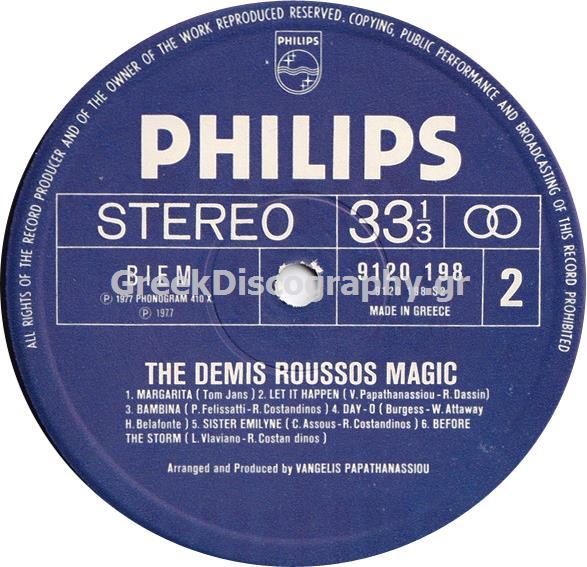 ALL RIGHTS OF THE RECORD PRODUCER AND OF THE OWNER OF THE WORK REPRODUCED RESERVED. COPYING, PUBLIC PERFORMANCE AND BROADCASTING OF THIS RECORD PROHIBITED
PHILIPS
PHILIPS
STEREO 33 1/3
BIEM 9120 198 2
GreekDiscography.gr
Ⓟ 1977 PHONOGRAM 410 X
Ⓟ 1977 MADE IN GREECE
THE DEMIS ROUSSOS MAGIC
1. MARGARITA ( Tom Jans ) 2. LET IT HAPPEN ( V. Papathanassiou - R. Dassin)
3. BAMBINA ( P. Felissatti - R. Costandinos ) 4. DAY - O ( Burgess - W. Attaway
H. Belafonte ) 5. SISTER EMILYNE ( C. Assous - R. Costandinos ) 6. BEFORE
THE STORM ( L. Vlaviano - R. Costan dinos )
Arranged and Produced by VANGELIS PAPATHANASSIOU